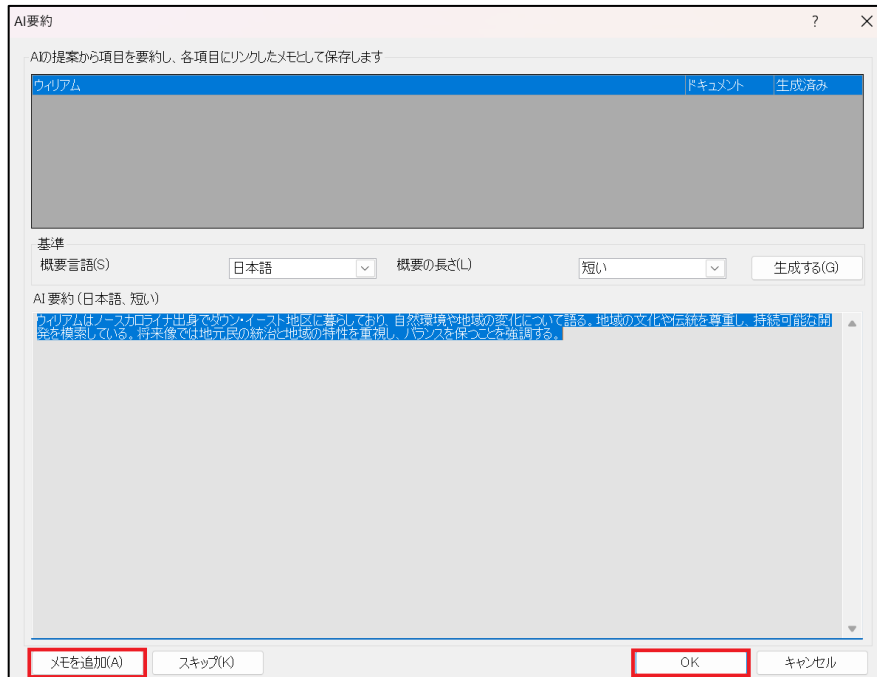 AI要約
? ×
AIの提案から項目を要約し、各項目にリンクしたメモとして保存します
ウィリアム ドキュメント 生成済み
基準
概要言語(S) 日本語 概要の長さ(L) 短い 生成する(G)
AI 要約 (日本語、短い)
ウィリアムはノースカロライナ出身でダウン・イースト地区に暮らしており、自然環境や地域の変化について語る。地域の文化や伝統を尊重し、持続可能な開
発を模索している。将来像では地元民の統治と地域の特性を重視し、バランスを保つことを強調する。
メモを追加(A) スキップ(K) OK キャンセル